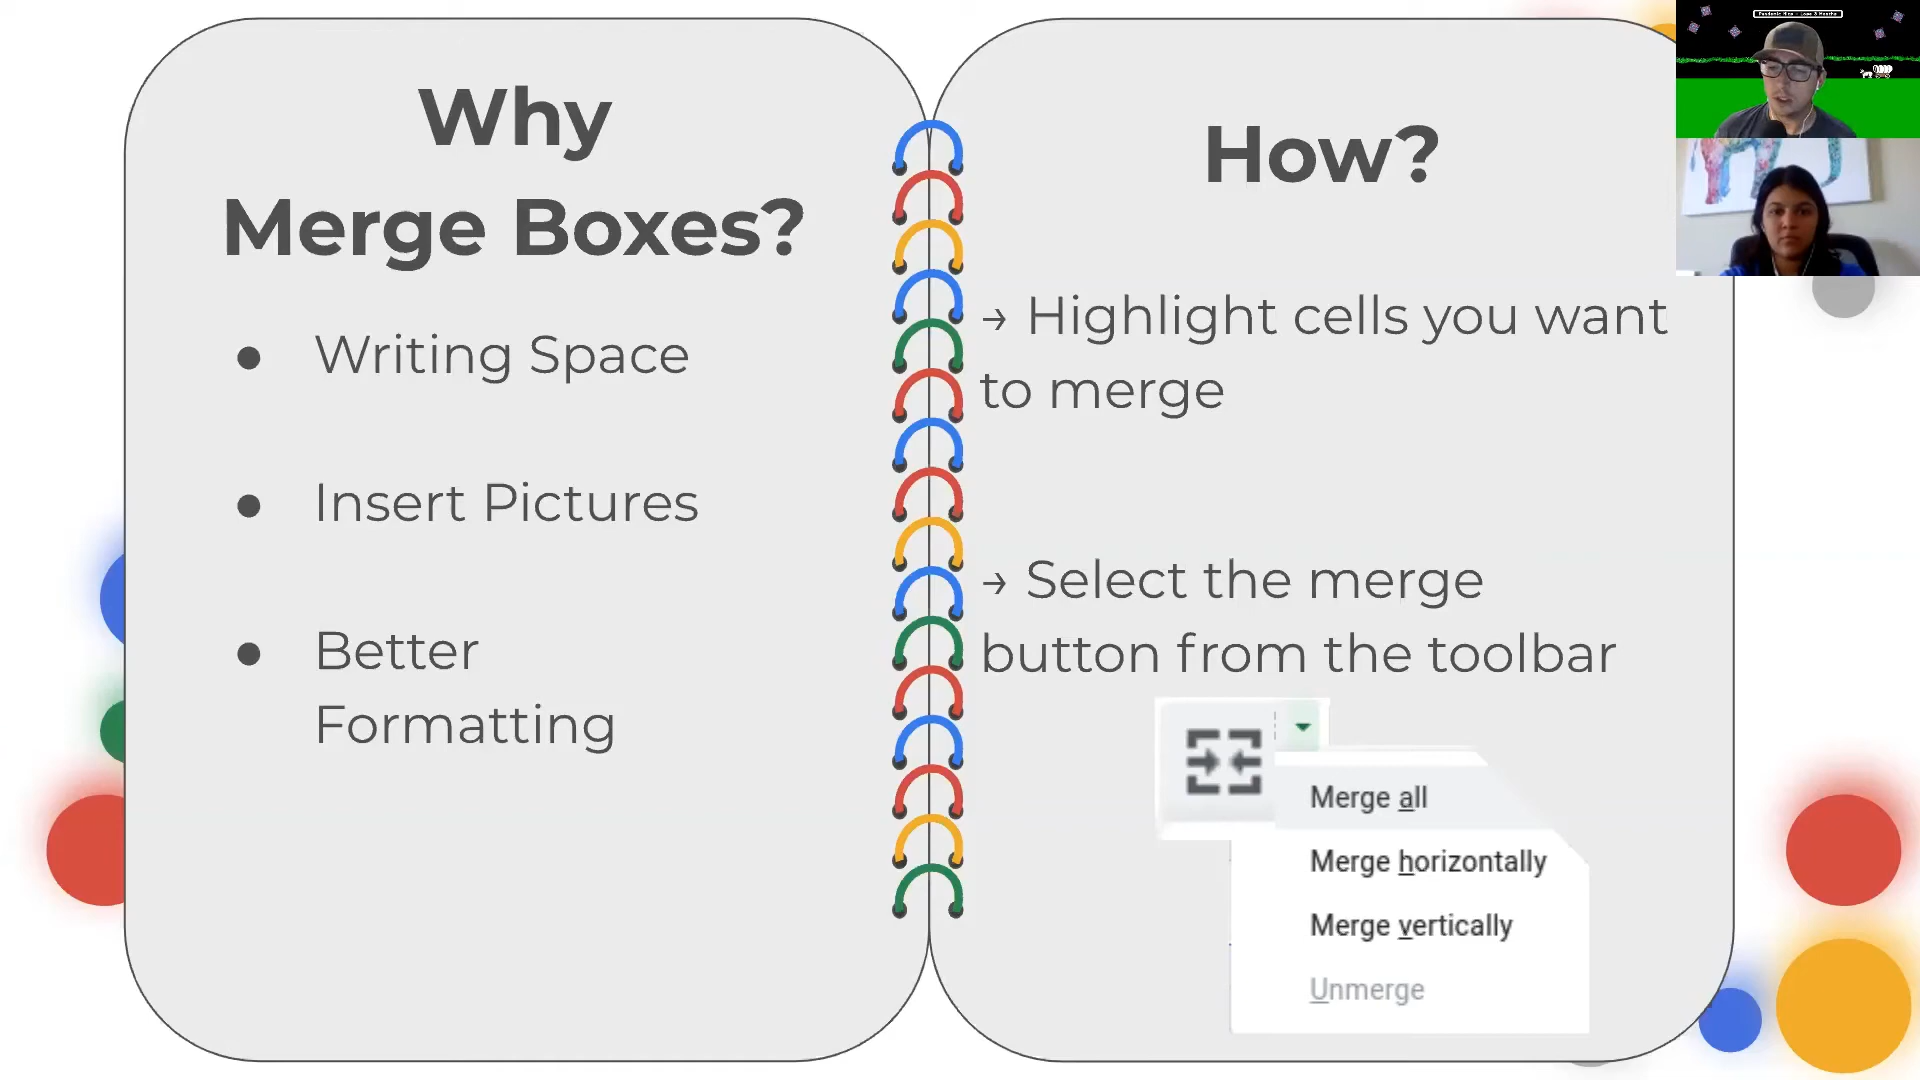 Why
Merge Boxes?
● Writing Space
● Insert Pictures
● Better
Formatting
How?
→ Highlight cells you want
to merge
→ Select the merge
button from the toolbar
Merge all
Merge horizontally
Merge vertically
Unmerge